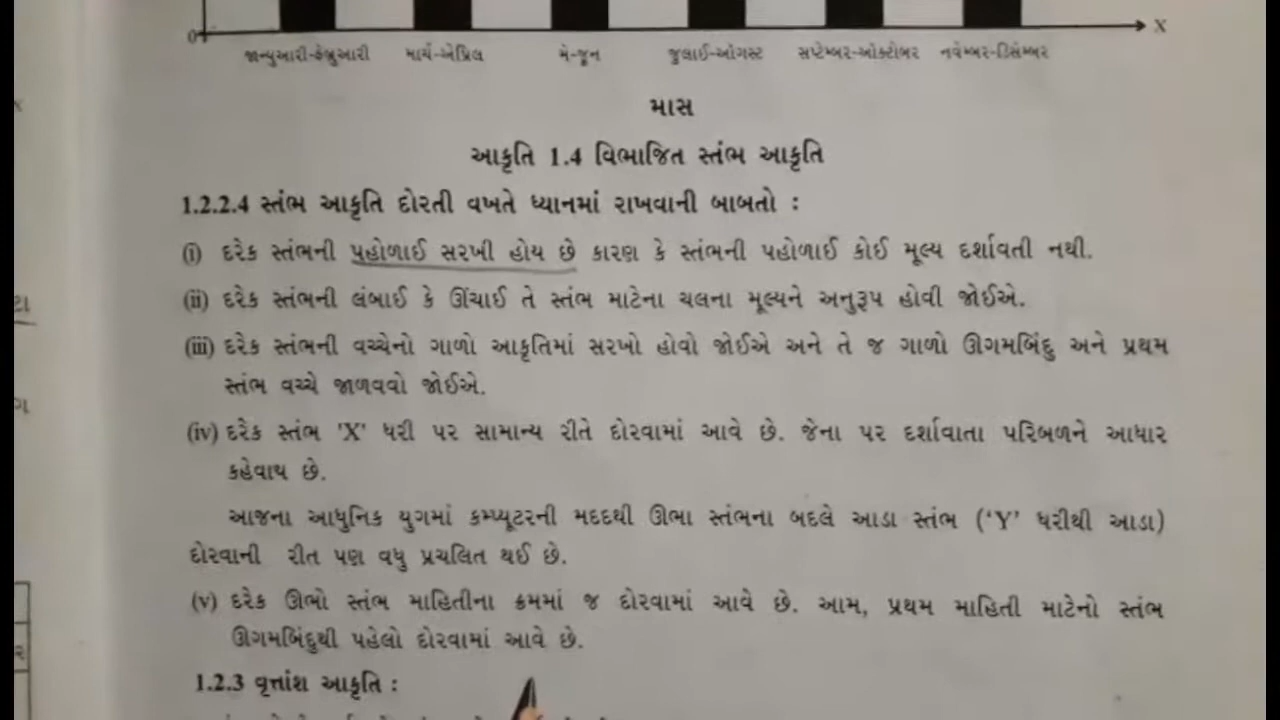 0
X
જાન્યુઆરી-ફેબ્રુઆરી માર્ચ-એપ્રિલ મે-જૂન જુલાઈ-ઑગસ્ટ સપ્ટેમ્બર-ઓક્ટોબર નવેમ્બર-ડિસેમ્બર
માસ
આકૃતિ 1.4 વિભાજિત સ્તંભ આકૃતિ
1.2.2.4 સ્તંભ આકૃતિ દોરતી વખતે ધ્યાનમાં રાખવાની બાબતો :
(i) દરેક સ્તંભની પહોળાઈ સરખી હોય છે કારણ કે સ્તંભની પહોળાઈ કોઈ મૂલ્ય દર્શાવતી નથી.
(ii) દરેક સ્તંભની લંબાઈ કે ઊંચાઈ તે સ્તંભ માટેના ચલના મૂલ્યને અનુરૂપ હોવી જોઈએ.
(iii) દરેક સ્તંભની વચ્ચેનો ગાળો આકૃતિમાં સરખો હોવો જોઈએ અને તે જ ગાળો ઊગમબિંદુ અને પ્રથમ
સ્તંભ વચ્ચે જાળવવો જોઈએ.
(iv) દરેક સ્તંભ 'X' ધરી પર સામાન્ય રીતે દોરવામાં આવે છે. જેના પર દર્શાવાતા પરિબળને આધાર
કહેવાય છે.
આજના આધુનિક યુગમાં કમ્પ્યૂટરની મદદથી ઊભા સ્તંભના બદલે આડા સ્તંભ (‘Y’ ધરીથી આડા)
દોરવાની રીત પણ વધુ પ્રચલિત થઈ છે.
(v) દરેક ઊભો સ્તંભ માહિતીના ક્રમમાં જ દોરવામાં આવે છે. આમ, પ્રથમ માહિતી માટેનો સ્તંભ
ઊગમબિંદુથી પહેલો દોરવામાં આવે છે.
1.2.3 વૃત્તાંશ આકૃતિ :